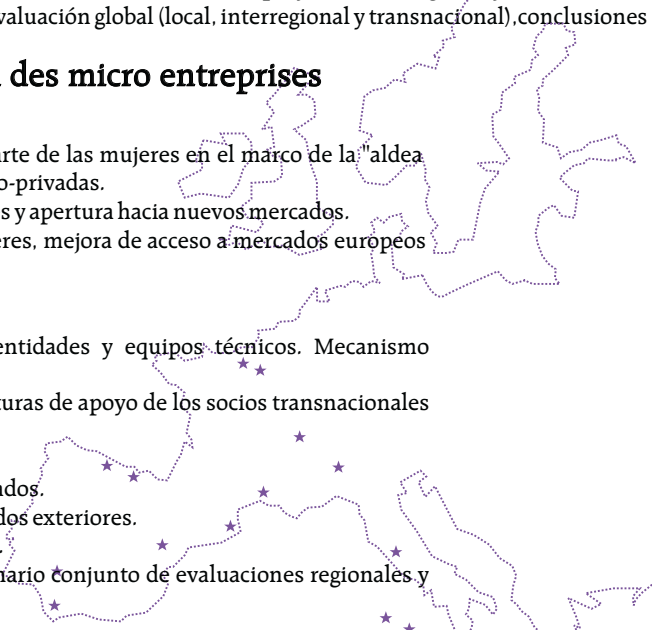 valuación global (local, interregional y transnacional),conclusiones
des micro entreprises
arte de las mujeres en el marco de la "aldea
o-privadas.
s y apertura hacia nuevos mercados.
eres, mejora de acceso a mercados europeos
entidades y equipos técnicos. Mecanismo
turas de apoyo de los socios transnacionales
ndos.
dos exteriores.
nario conjunto de evaluaciones regionales y